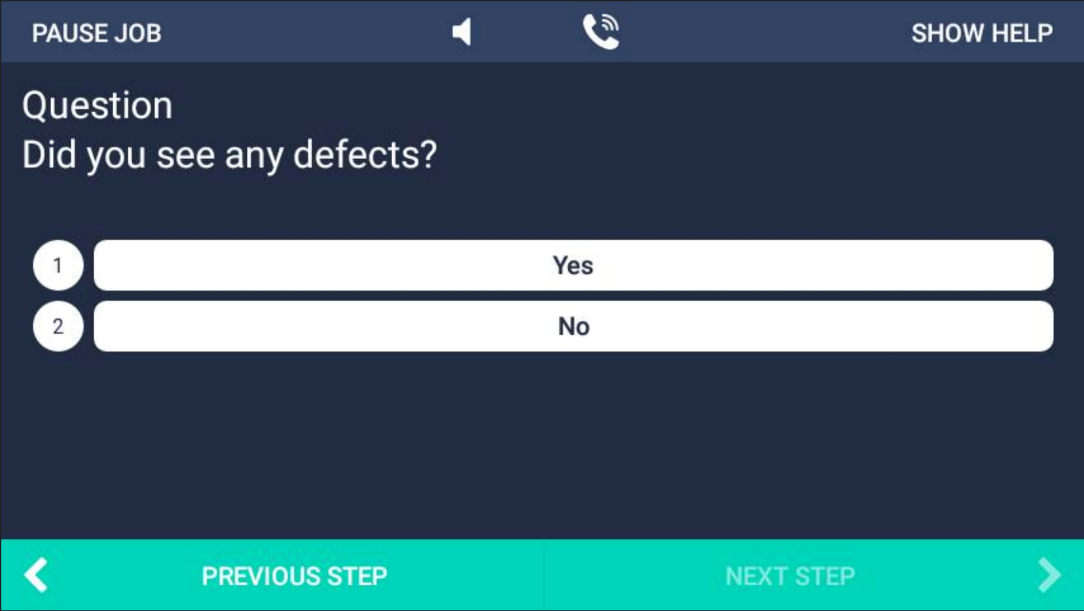 PAUSE JOB
SHOW HELP
Question
Did you see any defects?
1 Yes
2 No
PREVIOUS STEP
NEXT STEP